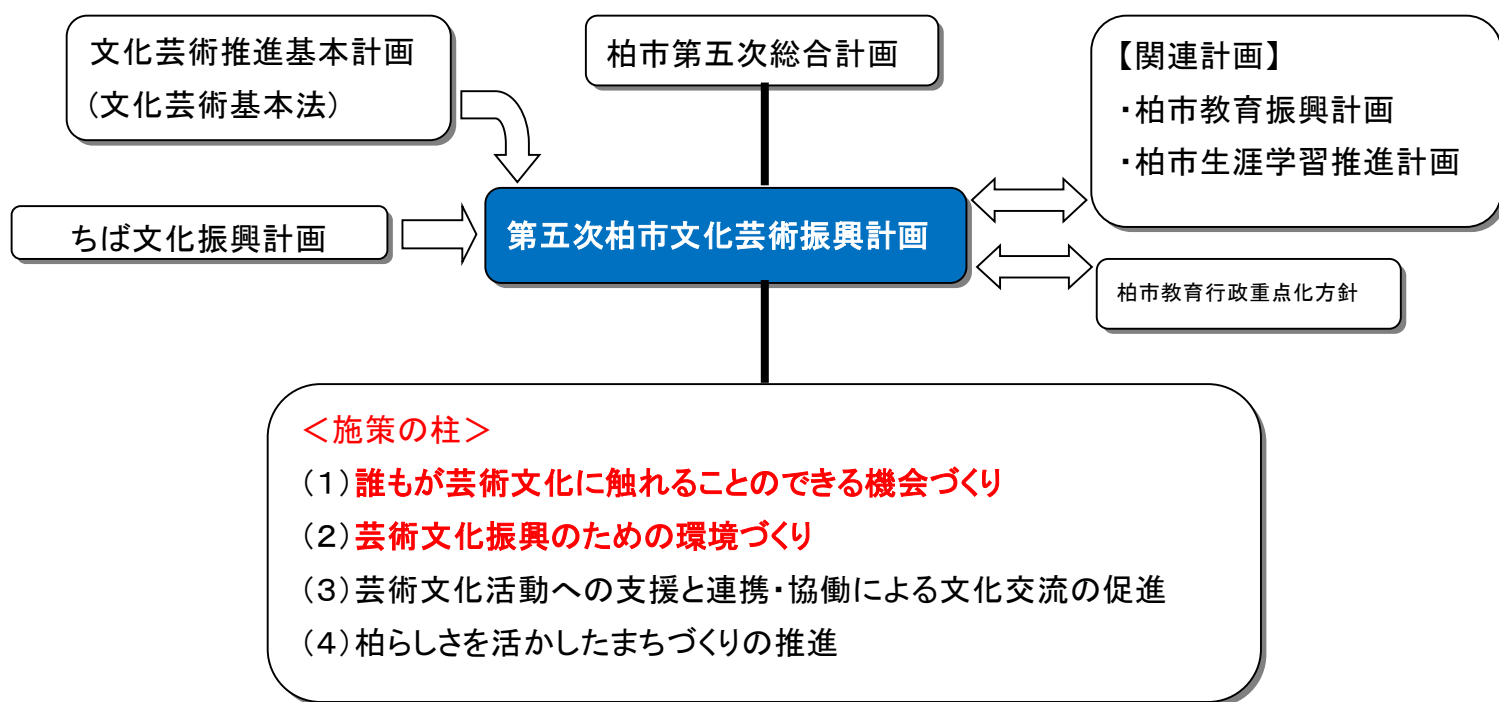 文化芸術推進基本計画
(文化芸術基本法)
柏市第五次総合計画
【関連計画】
・柏市教育振興計画
・柏市生涯学習推進計画
ちば文化振興計画
第五次柏市文化芸術振興計画
柏市教育行政重点化方針
＜施策の柱＞
(1)誰もが芸術文化に触れることのできる機会づくり
(2)芸術文化振興のための環境づくり
(3)芸術文化活動への支援と連携・協働による文化交流の促進
(4)柏らしさを活かしたまちづくりの推進